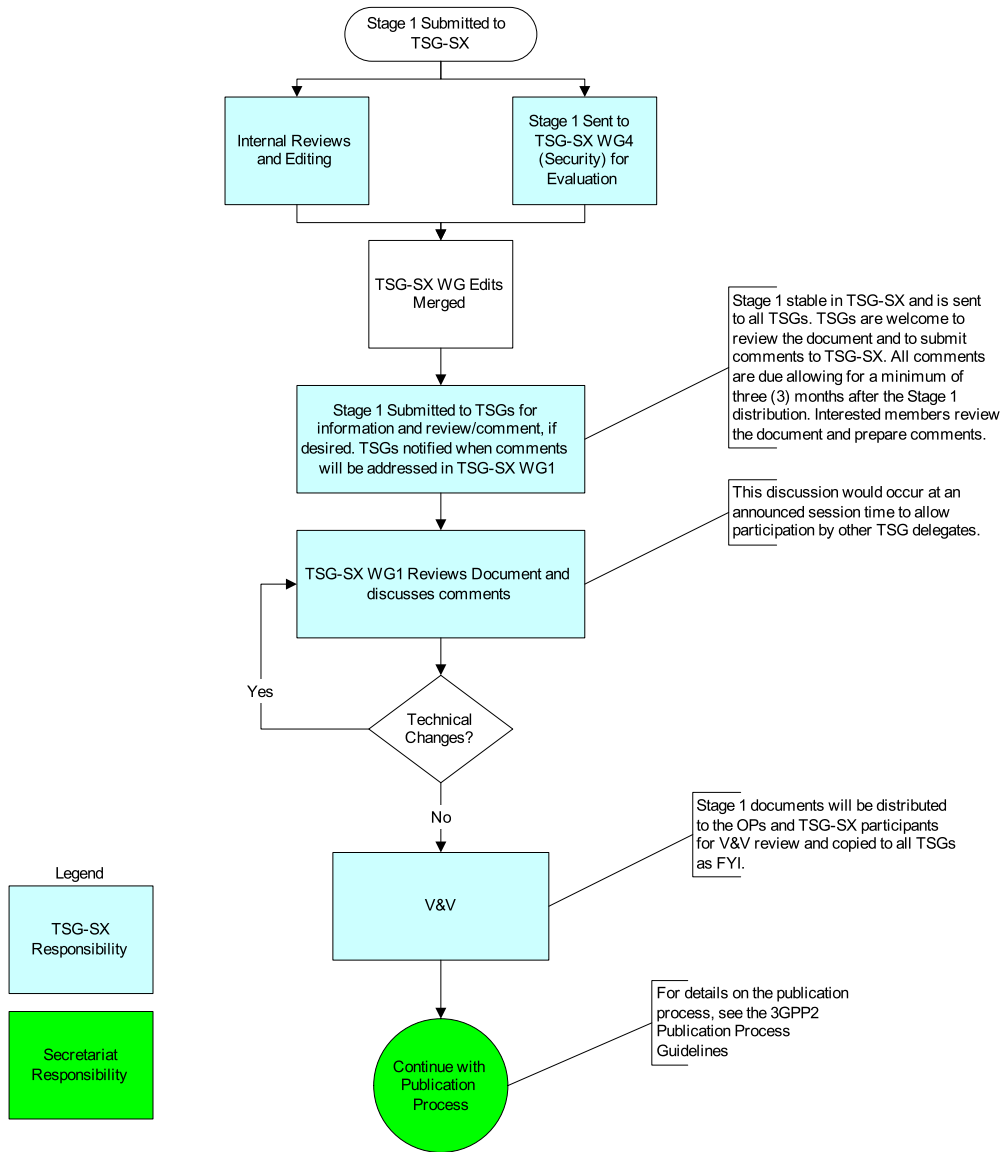 Stage 1 Submitted to
TSG-SX
Internal Reviews
and Editing
Stage 1 Sent to
TSG-SX WG4
(Security) for
Evaluation
TSG-SX WG Edits
Merged
Stage 1 stable in TSG-SX and is sent
to all TSGs. TSGs are welcome to
review the document and to submit
comments to TSG-SX. All comments
are due allowing for a minimum of
three (3) months after the Stage 1
distribution. Interested members review
the document and prepare comments.
Stage 1 Submitted to TSGs for
information and review/comment, if
desired. TSGs notified when comments
will be addressed in TSG-SX WG1
This discussion would occur at an
announced session time to allow
participation by other TSG delegates.
TSG-SX WG1 Reviews Document and
discusses comments
Yes
Technical
Changes?
No
Stage 1 documents will be distributed
to the OPs and TSG-SX participants
for V&V review and copied to all TSGs
as FYI.
V&V
Legend
TSG-SX
Responsibility
Secretariat
Responsibility
For details on the publication
process, see the 3GPP2
Publication Process
Guidelines
Continue with
Publication
Process